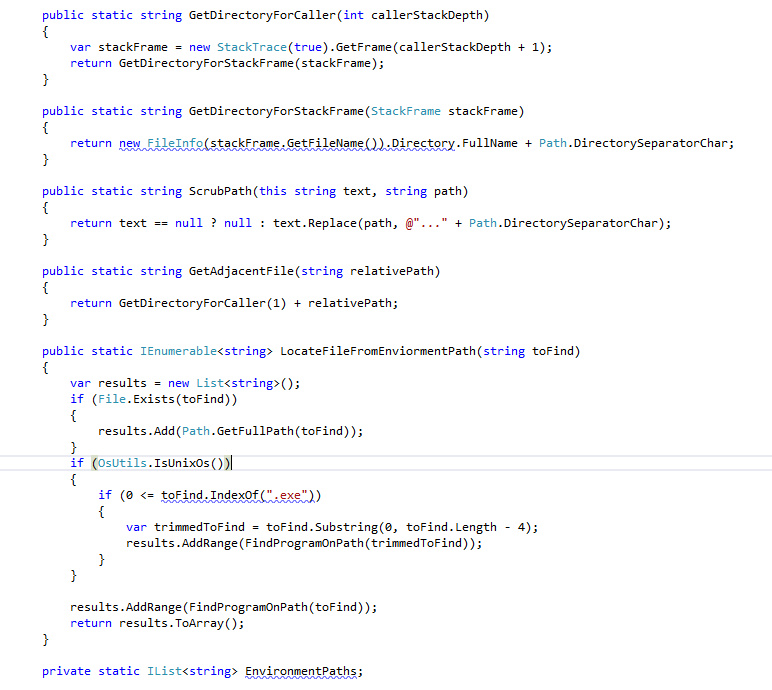 public static string GetDirectoryForCaller(int callerStackDepth)
{
    var stackFrame = new StackTrace(true).GetFrame(callerStackDepth + 1);
    return GetDirectoryForStackFrame(stackFrame);
}

public static string GetDirectoryForStackFrame(StackFrame stackFrame)
{
    return new FileInfo(stackFrame.GetFileName()).Directory.FullName + Path.DirectorySeparatorChar;
}

public static string ScrubPath(this string text, string path)
{
    return text == null ? null : text.Replace(path, @"..." + Path.DirectorySeparatorChar);
}

public static string GetAdjacentFile(string relativePath)
{
    return GetDirectoryForCaller(1) + relativePath;
}

public static IEnumerable<string> LocateFileFromEnviormentPath(string toFind)
{
    var results = new List<string>();
    if (File.Exists(toFind))
    {
        results.Add(Path.GetFullPath(toFind));
    }
    if (OsUtils.IsUnixOs())
    {
        if (0 <= toFind.IndexOf(".exe"))
        {
            var trimmedToFind = toFind.Substring(0, toFind.Length - 4);
            results.AddRange(FindProgramOnPath(trimmedToFind));
        }
    }

    results.AddRange(FindProgramOnPath(toFind));
    return results.ToArray();
}

private static IList<string> EnvironmentPaths;